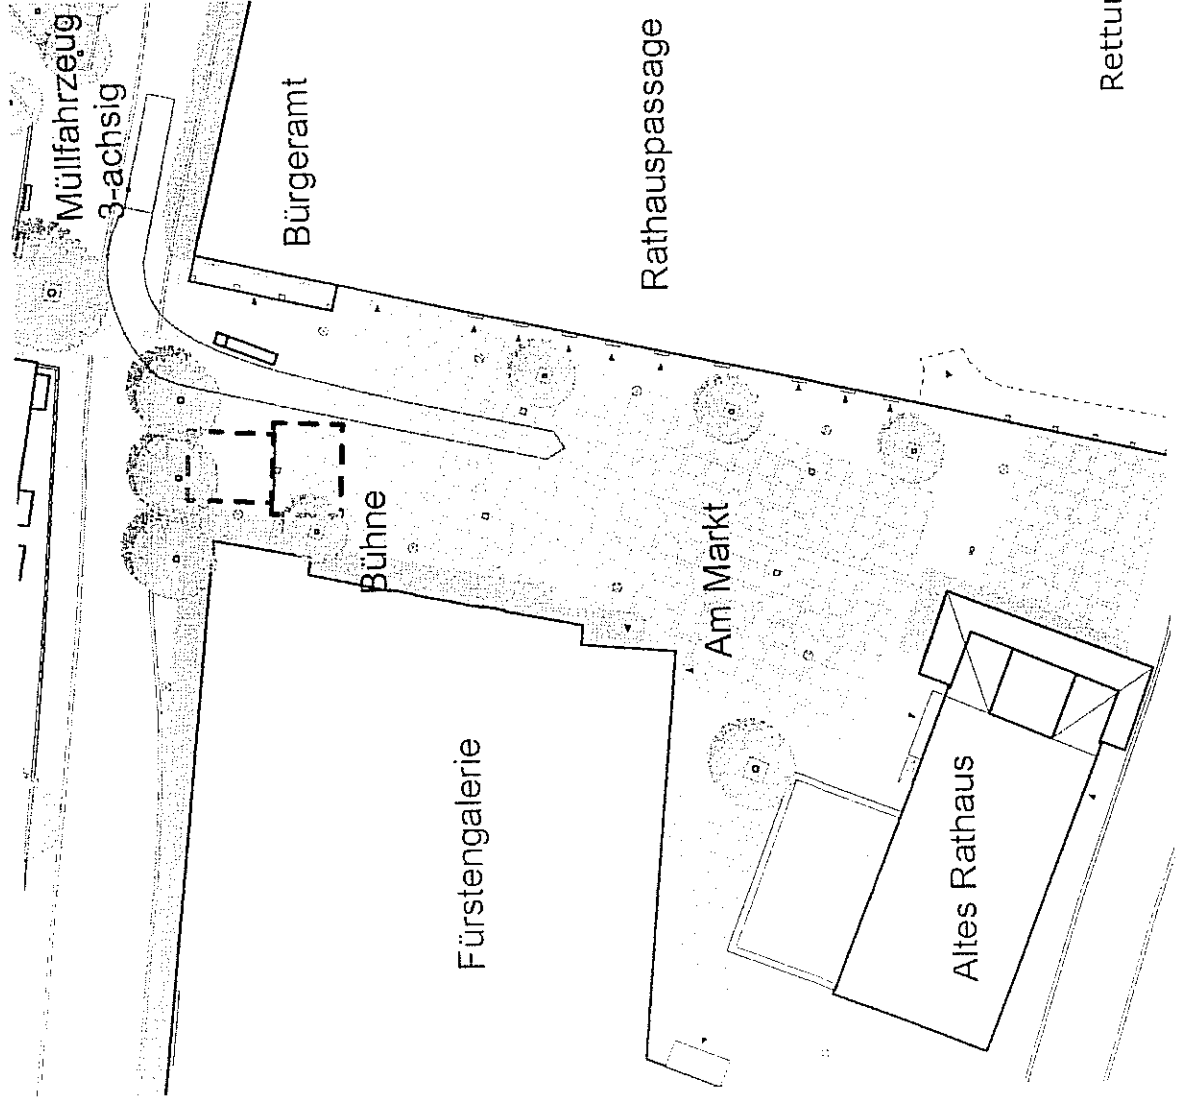 Müllfahrzeug
3-achsig
Bürgeramt
Rathauspassage
Bühne
Am Markt
Fürstengalerie
Altes Rathaus